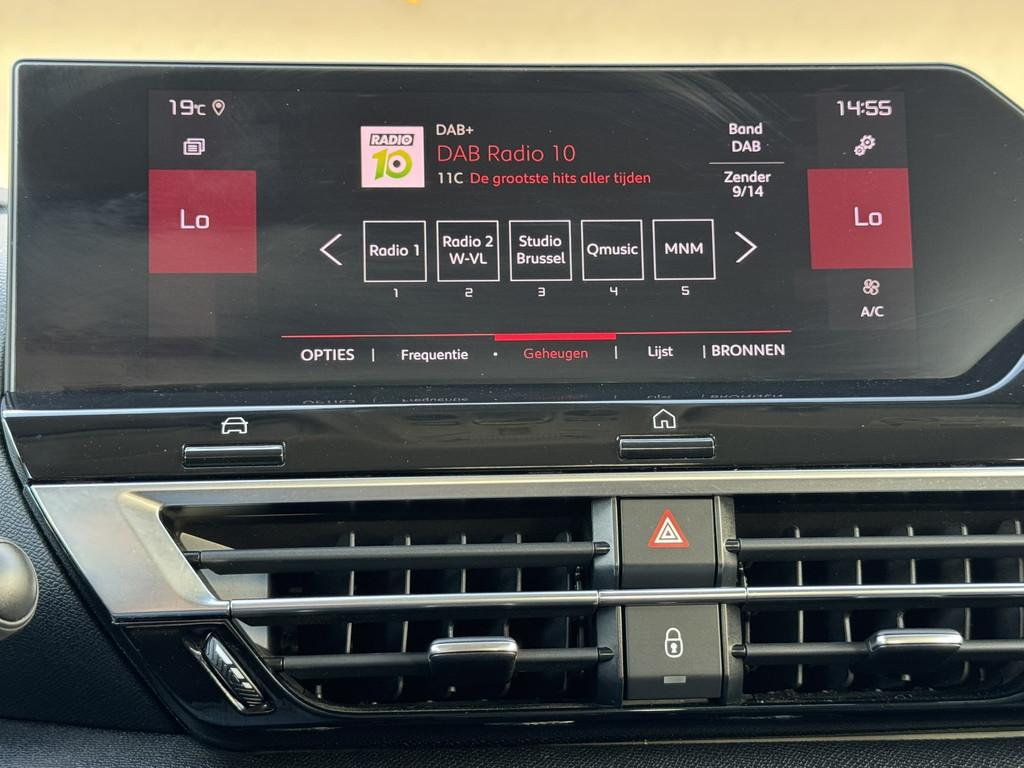 19°C
14:55
RADIO
10
DAB+
DAB Radio 10
11C De grootste hits aller tijden
Band
DAB
Zender
9/14
Lo
Lo
Radio 1
Radio 2
W-VL
Studio
Brussel
Qmusic
MNM
1
2
3
4
5
A/C
OPTIES | Frequentie • Geheugen | Lijst | BRONNEN